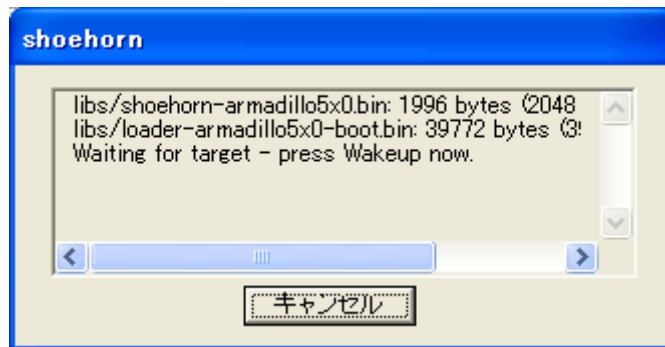 shoehorn
libs/shoehorn-armadillo5x0.bin: 1996 bytes (2048
libs/loader-armadillo5x0-boot.bin: 39772 bytes
Waiting for target - press Wakeup now.
キャンセル